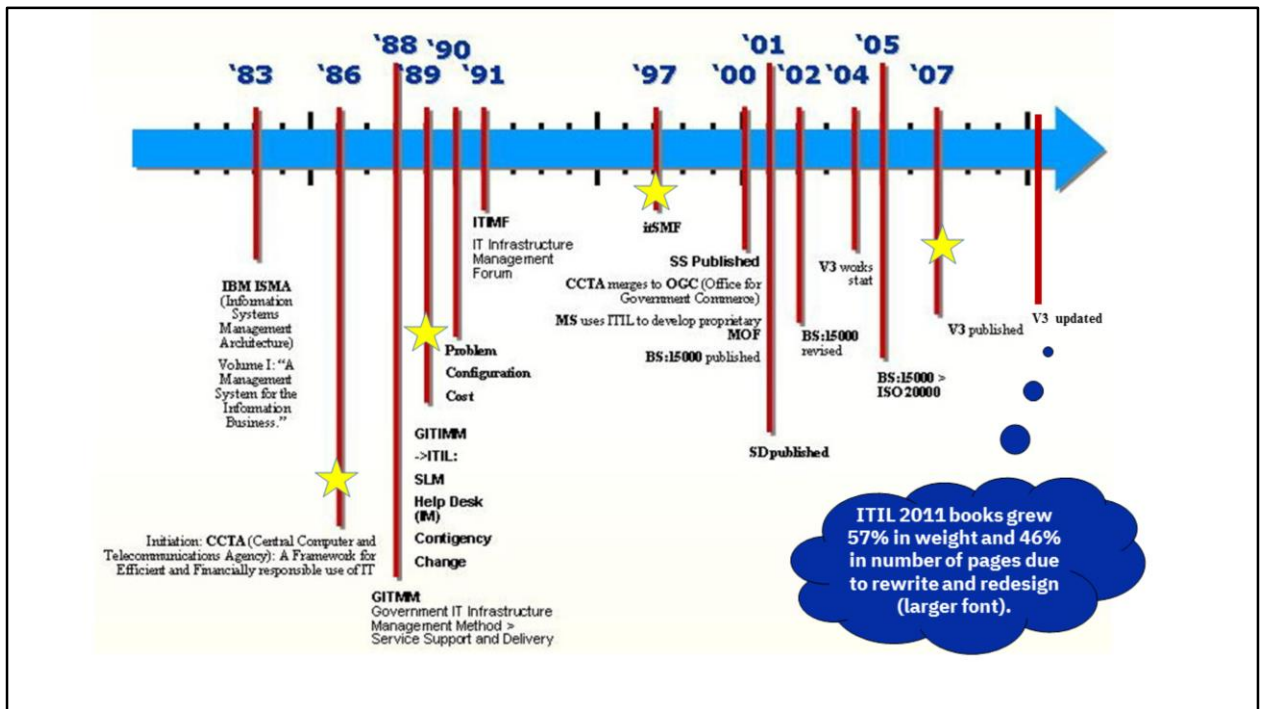 ‘83
‘86
‘88
‘89
‘90
‘91
‘97
‘00
‘01
‘02
‘04
‘05
‘07
IBM ISMA
(Information
Systems
Management
Architecture)
Volume I: “A
Management
System for the
Information
Business.”
Initiation: CCTA (Central Computer and
Telecommunications Agency): A Framework for
Efficient and Financially responsible use of IT
GITMM:
Government IT Infrastructure
Management Method >
Service Support and Delivery
GITIMM
->ITIL:
SLM
Help Desk
(IM)
Contigency
Change
Problem
Configuration
Cost
ITIMF
IT Infrastructure
Management
Forum
itSMF
SS Published
CCTA merges to OGC (Office for
Government Commerce)
MS uses ITIL to develop proprietary
MOF
BS:15000 published
SD published
BS:15000
revised
V3 works
start
BS:15000 >
ISO 20000
V3 published
V3 updated
ITIL 2011 books grew
57% in weight and 46%
in number of pages due
to rewrite and redesign
(larger font).